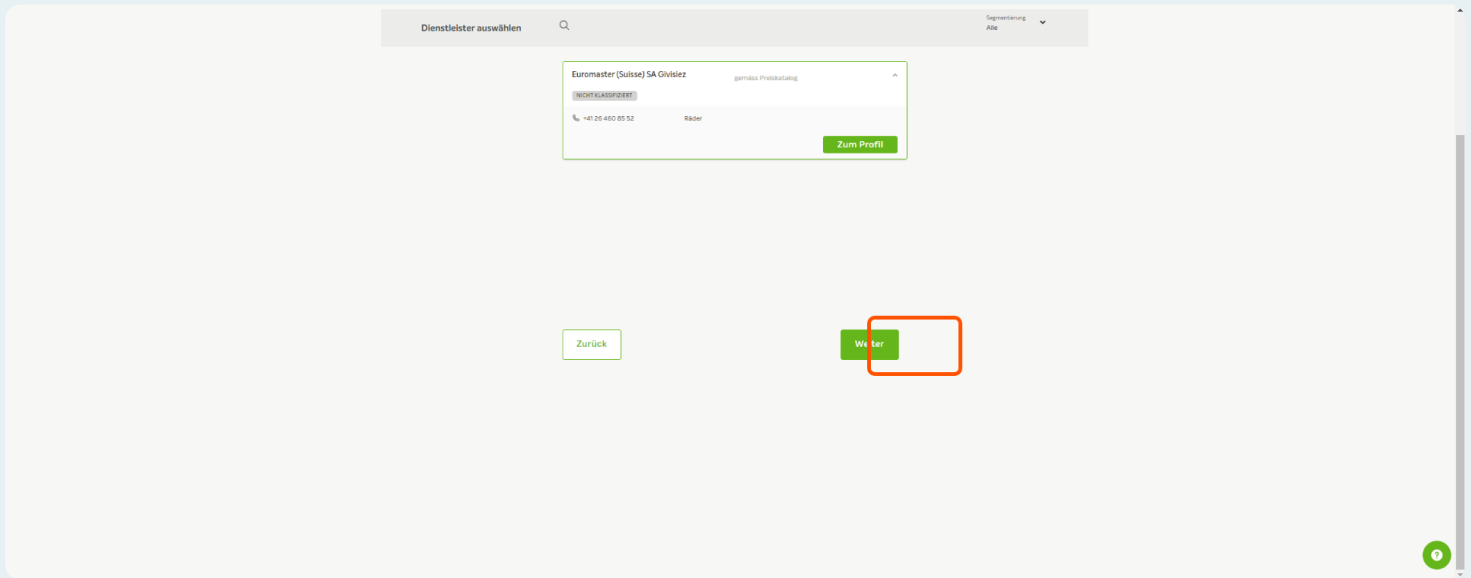 Dienstleister auswählen
Segmentierung
Alle
Euromaster (Suisse) SA Givisiez
gemäss Preiskatalog
NICHT KLASSIFIZIERT
+41 26 460 85 52
Räder
Zum Profil
Zurück
Weiter
?